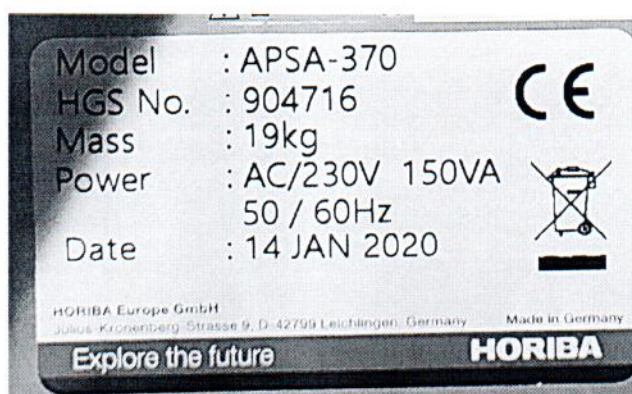 Model : APSA-370
HGS No. : 904716
Mass : 19kg
Power : AC/230V 150VA
50 / 60Hz
Date : 14 JAN 2020
CE
HORIBA Europe GmbH
Julius-Kronenberg-Strasse 9, D-42799 Leichlingen, Germany Made in Germany
Explore the future HORIBA